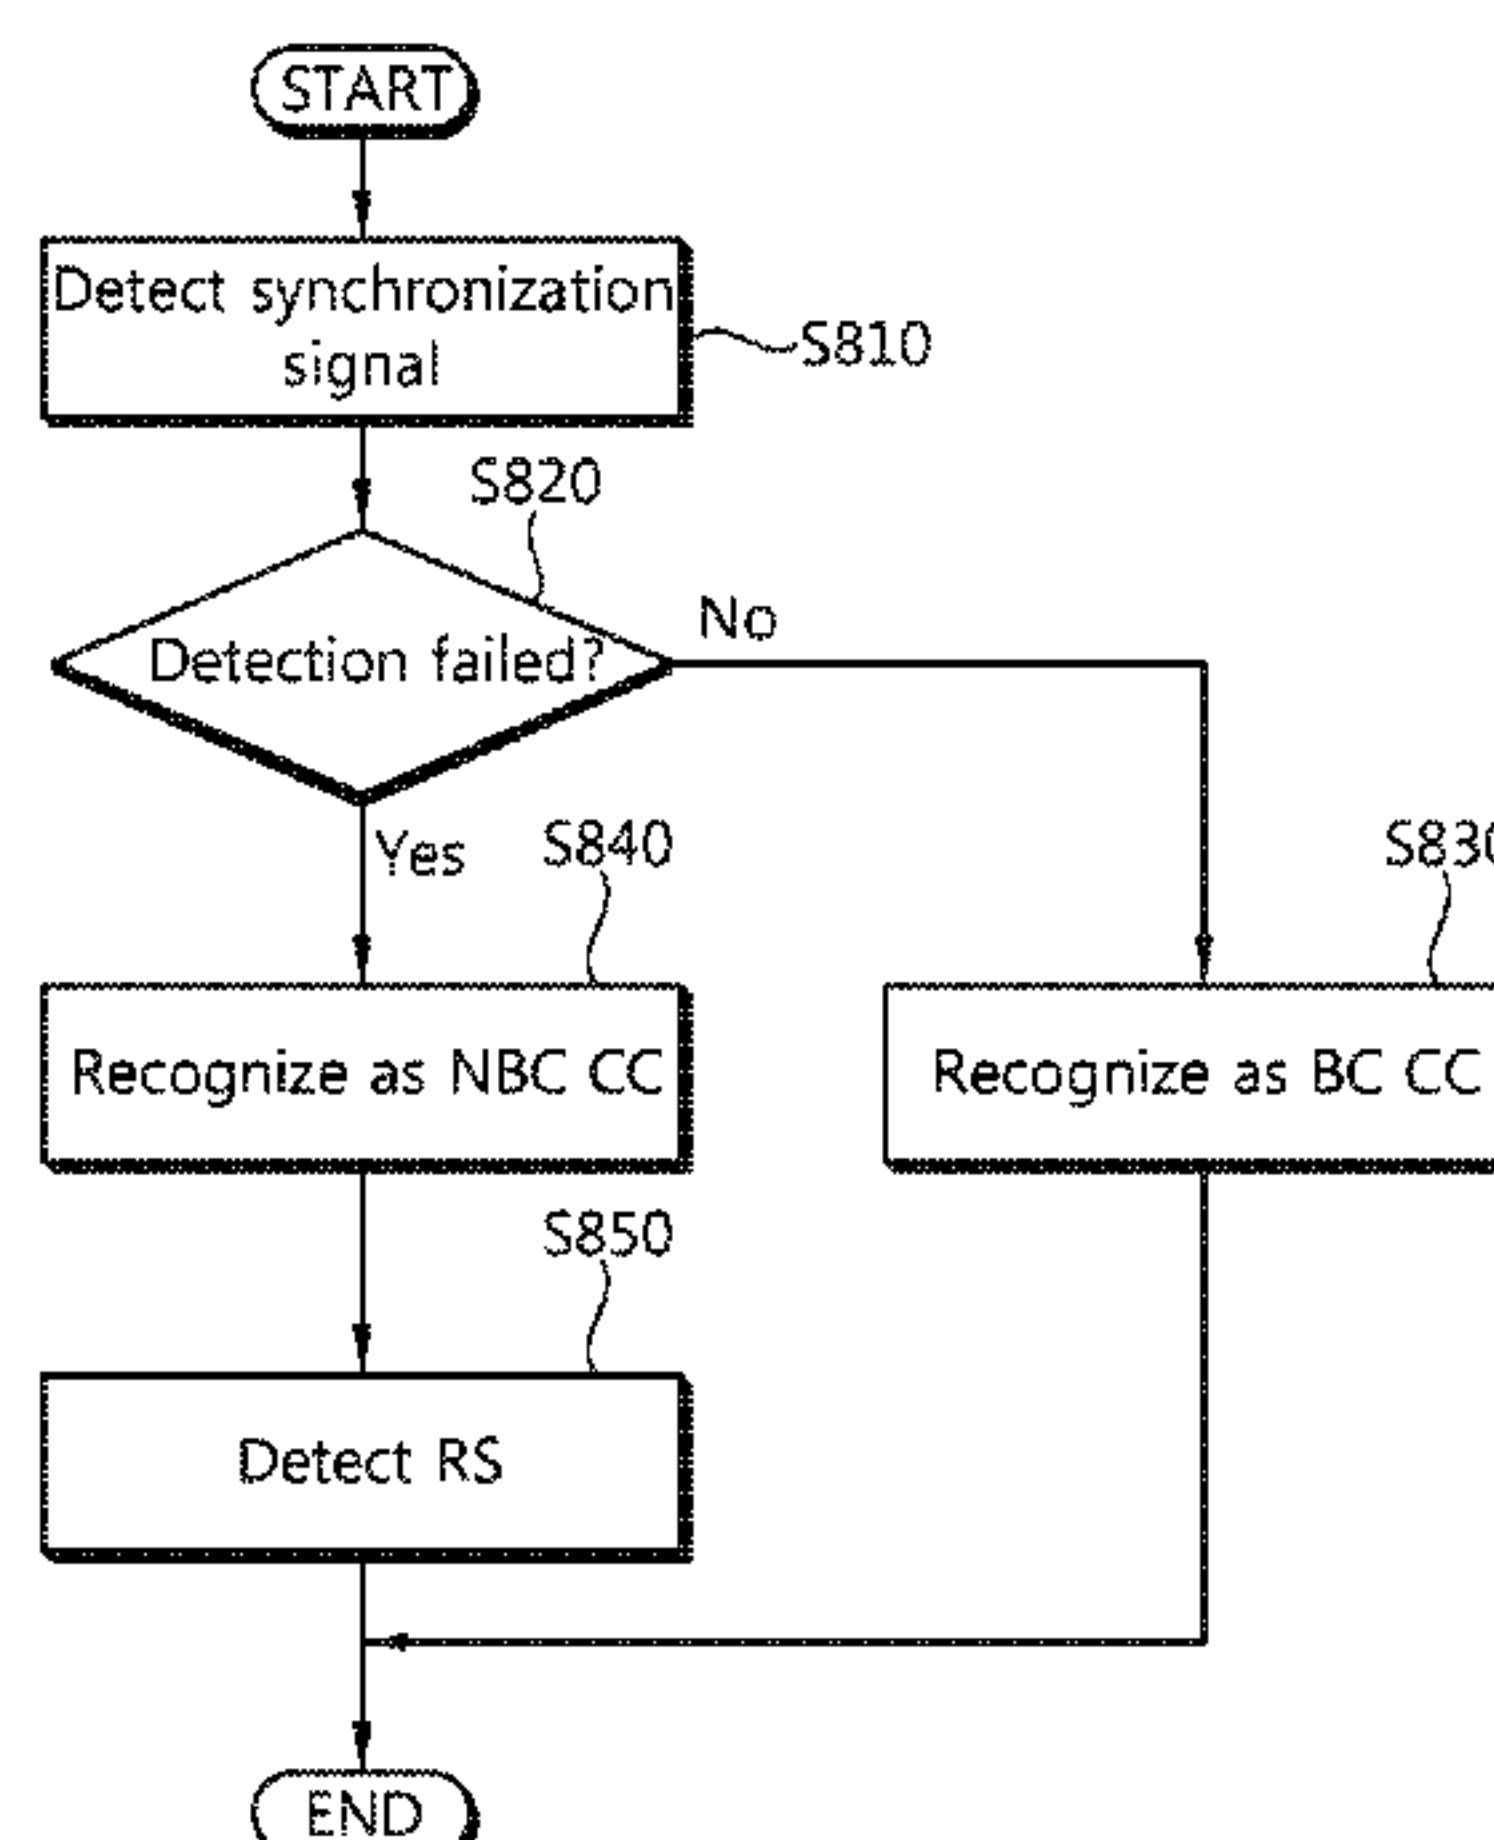 START
Detect synchronization
signal
S810
S820
Detection failed?
No
Yes
S840
S830
Recognize as NBC CC
Recognize as BC CC
S850
Detect RS
END